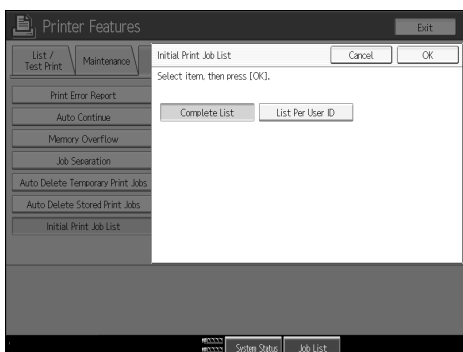 Printer Features
Exit
List /
Test Print
Maintenance
Initial Print Job List
Cancel
OK
Select item, then press [OK].
Complete List
List Per User ID
Print Error Report
Auto Continue
Memory Overflow
Job Separation
Auto Delete Temporary Print Jobs
Auto Delete Stored Print Jobs
Initial Print Job List
System Status
Job List